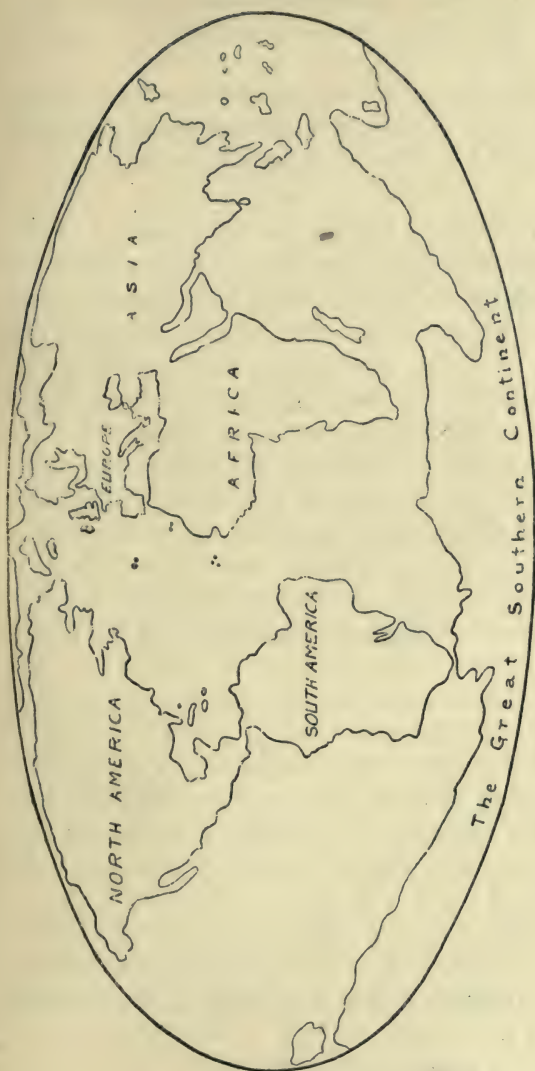 NORTH AMERICA
EUROPE
ASIA
AFRICA
SOUTH AMERICA
The Great Southern Continent